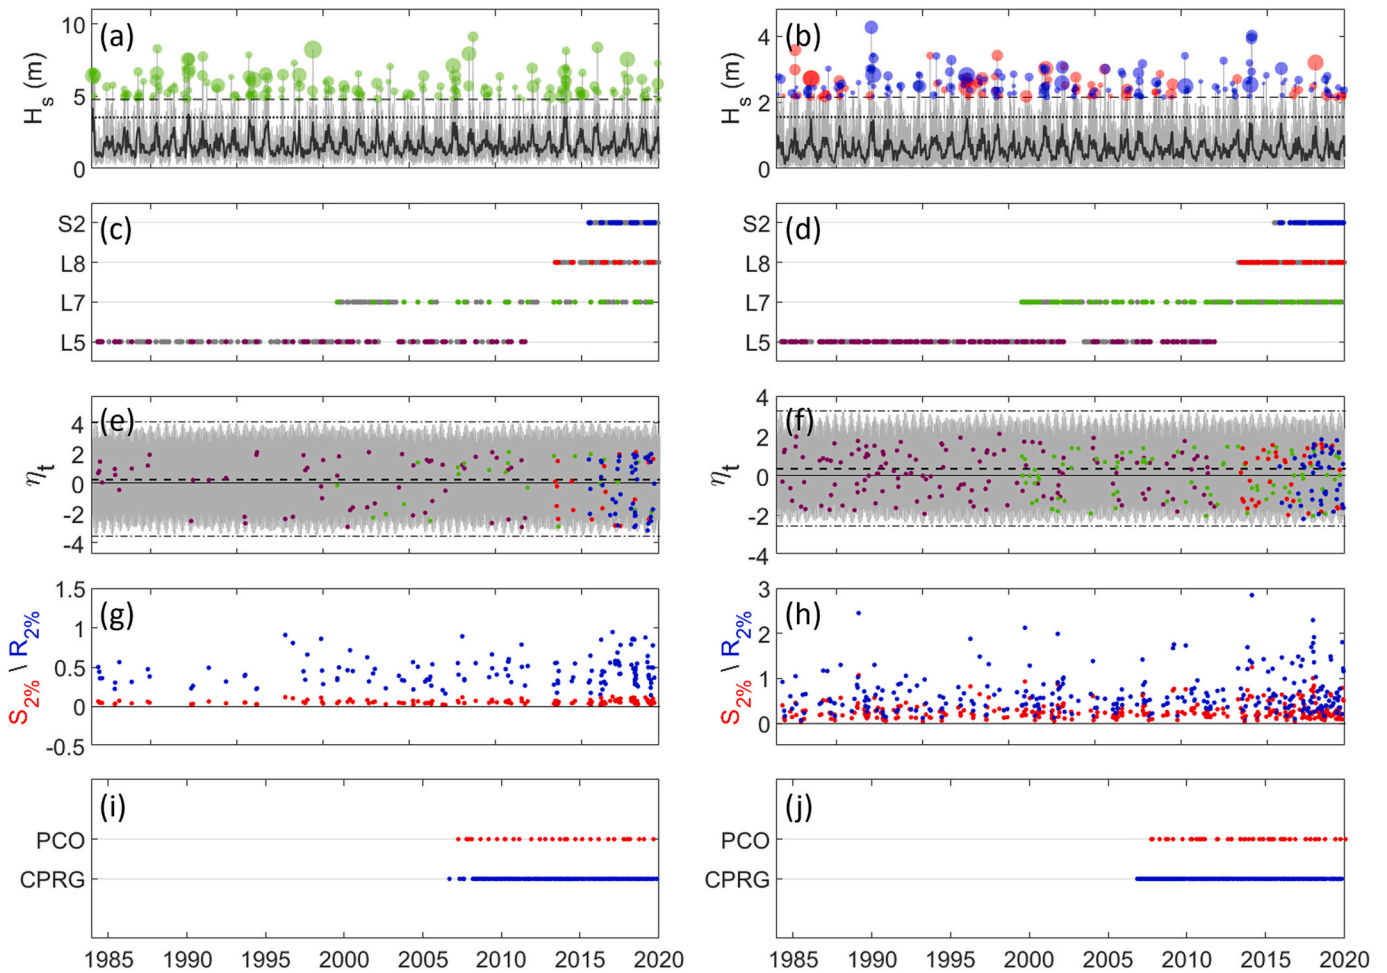 (a)
10
5
0
H_s (m)
(b)
4
2
0
H_s (m)
(c)
S2
L8
L7
L5
(d)
S2
L8
L7
L5
(e)
4
2
0
-2
-4
η_t
(f)
4
2
0
-2
-4
η_t
(g)
1.5
1
0.5
0
-0.5
S_2% \ R_2%
(h)
3
2
1
0
S_2% \ R_2%
(i)
PCO
CPRG
1985 1990 1995 2000 2005 2010 2015 2020
(j)
PCO
CPRG
1985 1990 1995 2000 2005 2010 2015 2020